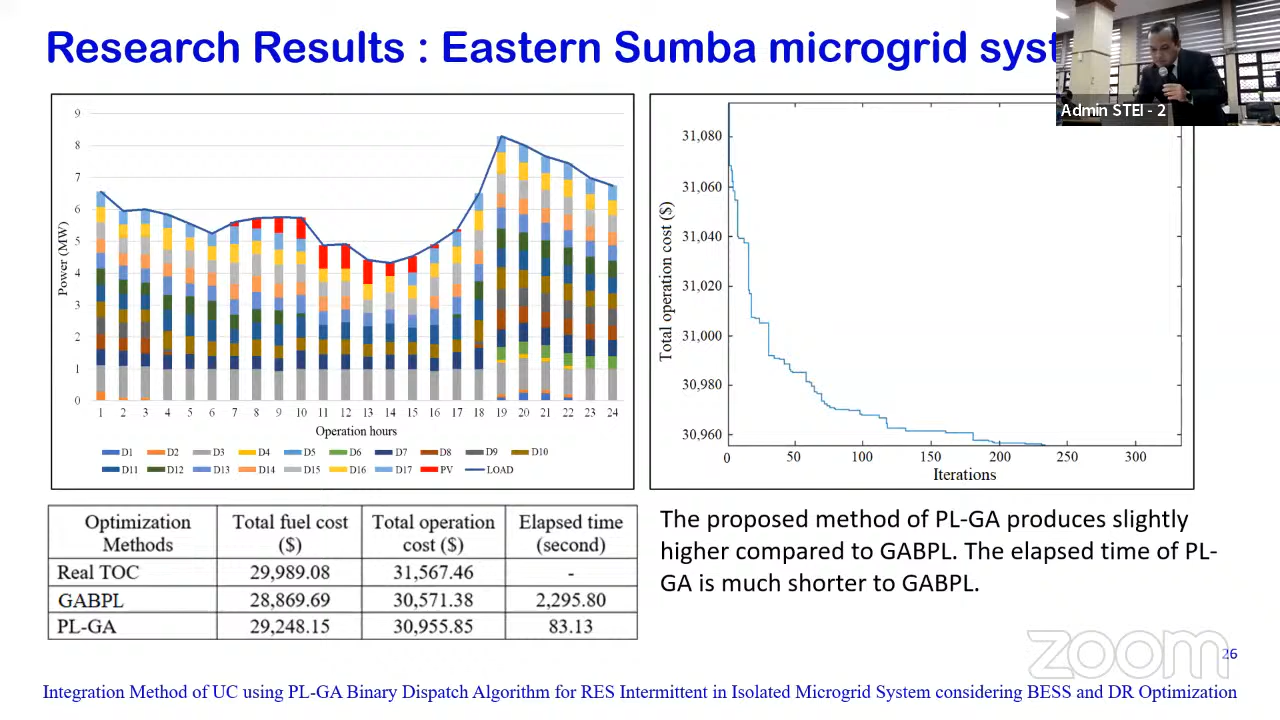 Research Results : Eastern Sumba microgrid syst
Admin STEI - 2
9
8
7
6
5
4
3
2
1
0
Power (MW)
1 2 3 4 5 6 7 8 9 10 11 12 13 14 15 16 17 18 19 20 21 22 23 24
Operation hours
D1 D2 D3 D4 D5 D6 D7 D8 D9 D10
D11 D12 D13 D14 D15 D16 D17 PV LOAD
31,080
31,060
31,040
31,020
31,000
30,980
30,960
Total operation cost ($)
0 50 100 150 200 250 300
Iterations
Optimization Methods Total fuel cost ($) Total operation cost ($) Elapsed time (second)
Real TOC 29,989.08 31,567.46 -
GABPL 28,869.69 30,571.38 2,295.80
PL-GA 29,248.15 30,955.85 83.13
The proposed method of PL-GA produces slightly
higher compared to GABPL. The elapsed time of PL-
GA is much shorter to GABPL.
zoom
26
Integration Method of UC using PL-GA Binary Dispatch Algorithm for RES Intermittent in Isolated Microgrid System considering BESS and DR Optimization